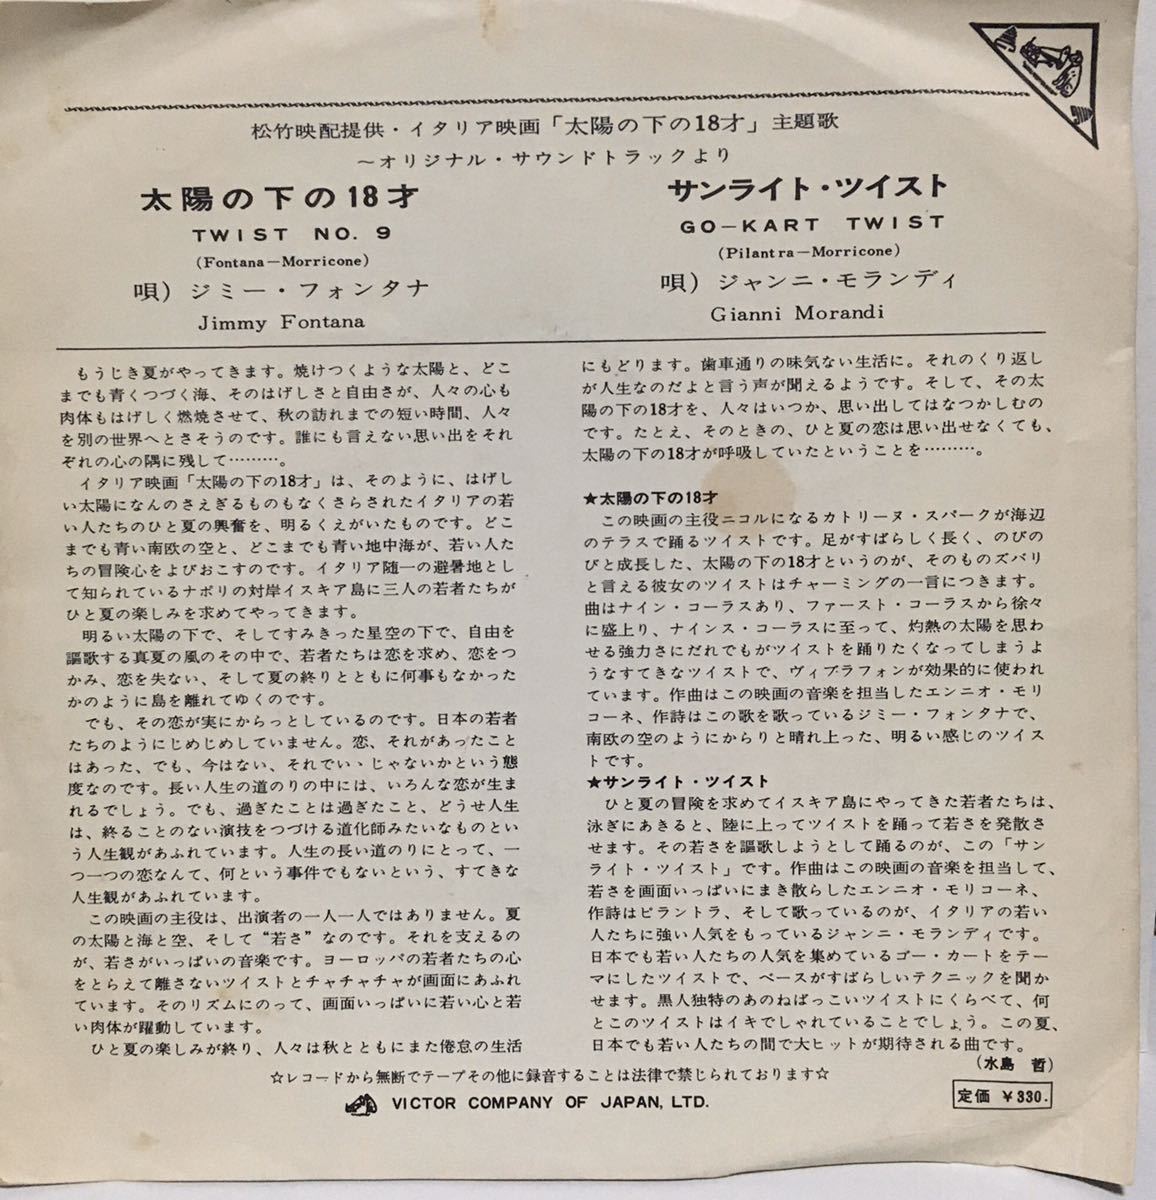 松竹映配提供・イタリア映画「太陽の下の18才」主題歌
～オリジナル・サウンドトラックより
太陽の下の18才
TWIST NO. 9
(Fontana—Morricone)
唄) ジミー・フォンタナ
Jimmy Fontana
サンライト・ツイスト
GO—KART TWIST
(Pilantra—Morricone)
唄) ジャンニ・モランディ
Gianni Morandi
もうじき夏がやってきます。焼けつくような太陽と、どこ
までも青くつづく海、そのはげしさと自由さが、人々の心も
肉体もはげしく燃焼させて、秋の訪れまでの短い時間、人々
を別の世界へとさそうのです。誰にも言えない思い出をそれ
ぞれの心の隅に残して………。
イタリア映画「太陽の下の18才」は、そのように、はげし
い太陽になんのさえぎるものもなくさらされたイタリアの若
い人たちのひと夏の興奮を、明るくえがいたものです。どこ
までも青い南欧の空と、どこまでも青い地中海が、若い人た
ちの冒険心をよびおこすのです。イタリア随一の避暑地とし
て知られているナポリの対岸イスキア島に三人の若者たちが
ひと夏の楽しみを求めてやってきます。
明るい太陽の下で、そしてすみきった星空の下で、自由を
謳歌する真夏の風のその中で、若者たちは恋を求め、恋をつ
かみ、恋を失ない、そして夏の終りとともに何事もなかった
かのように島を離れてゆくのです。
でも、その恋が実にからっとしているのです。日本の若者
たちのようにじめじめしていません。恋、それがあったこと
はあった、でも、今はない、それでいゝじゃないかという態
度なのです。長い人生の道のりの中には、いろんな恋が生ま
れるでしょう。でも、過ぎたことは過ぎたこと、どうせ人生
は、終ることのない演技をつづける道化師みたいなものとい
う人生観があふれています。人生の長い道のりにとって、一
つ一つの恋なんて、何という事件でもないという、すてきな
人生観があふれています。
この映画の主役は、出演者の一人一人ではありません。夏
の太陽と海と空、そして“若さ”なのです。それを支えるの
が、若さがいっぱいの音楽です。ヨーロッパの若者たちの心
をとらえて離さないツイストとチャチャチャが画面にあふれ
ています。そのリズムにのって、画面いっぱいに若い心と若
い肉体が躍動しています。
ひと夏の楽しみが終り、人々は秋とともにまた倦怠の生活
にもどります。歯車通りの味気ない生活に。それのくり返し
が人生なのだよと言う声が聞えるようです。そして、その太
陽の下の18才を、人々はいつか、思い出してはなつかしむの
です。たとえ、そのときの、ひと夏の恋は思い出せなくても、
太陽の下の18才が呼吸していたということを………。
★太陽の下の18才
この映画の主役ニコルになるカトリーヌ・スパークが海辺
のテラスで踊るツイストです。足がすばらしく長く、のびの
びと成長した、太陽の下の18才というのが、そのものズバリ
と言える彼女のツイストはチャーミングの一言につきます。
曲はナイン・コーラスあり、ファースト・コーラスから徐々
に盛上り、ナインス・コーラスに至って、灼熱の太陽を思わ
せる強力さにだれでもがツイストを踊りたくなってしまうよ
うなすてきなツイストで、ヴィブラフォンが効果的に使われ
ています。作曲はこの映画の音楽を担当したエンニオ・モリ
コーネ、作詩はこの歌を歌っているジミー・フォンタナで、
南欧の空のようにからりと晴れ上った、明るい感じのツイス
トです。
★サンライト・ツイスト
ひと夏の冒険を求めてイスキア島にやってきた若者たちは、
泳ぎにあきると、陸に上ってツイストを踊って若さを発散さ
せます。その若さを謳歌しようとして踊るのが、この「サン
ライト・ツイスト」です。作曲はこの映画の音楽を担当して、
若さを画面いっぱいにまき散らしたエンニオ・モリコーネ、
作詩はピラントラ、そして歌っているのが、イタリアの若い
人たちに強い人気をもっているジャンニ・モランディです。
日本でも若い人たちの人気を集めているゴー・カートをテー
マにしたツイストで、ベースがすばらしいテクニックを聞か
せます。黒人独特のあのねばっこいツイストにくらべて、何
とこのツイストはイキでしゃれていることでしょう。この夏、
日本でも若い人たちの間で大ヒットが期待される曲です。
(水島 哲)
☆レコードから無断でテープその他に録音することは法律で禁じられております☆
VICTOR COMPANY OF JAPAN, LTD.
定価 ￥330.